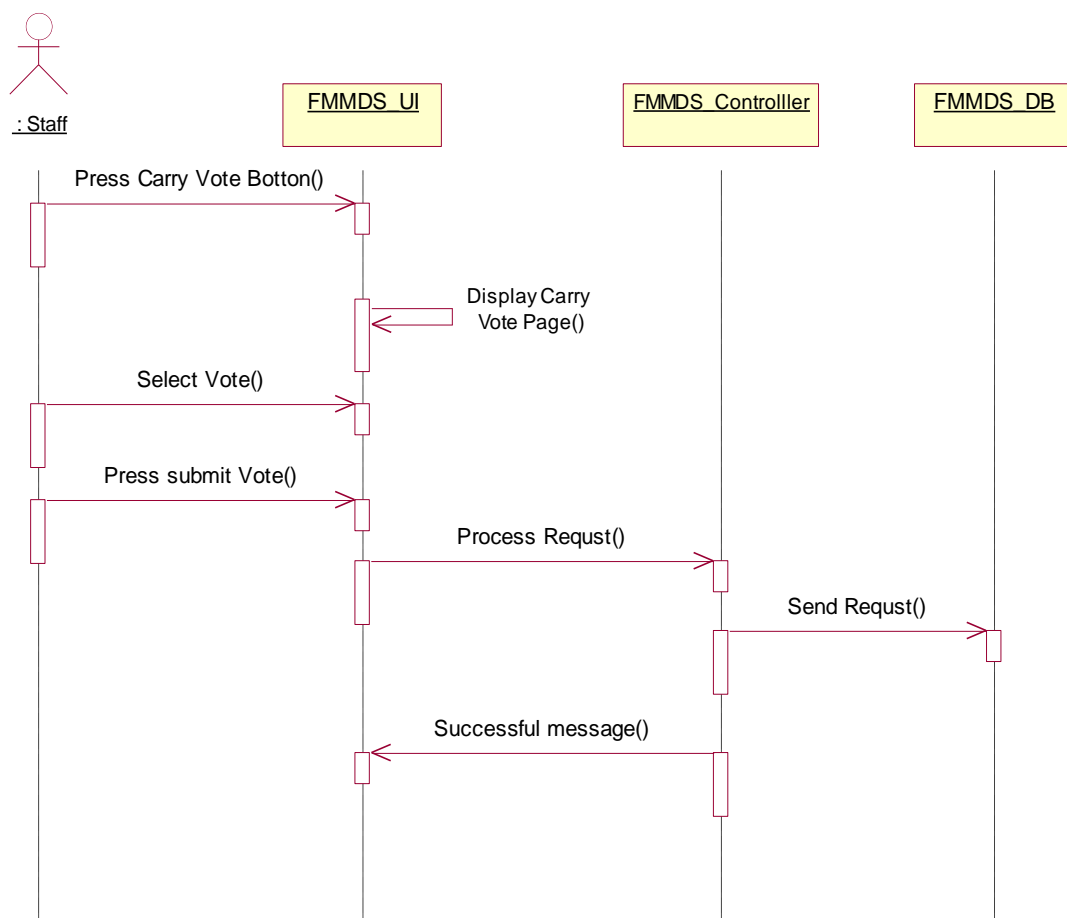 : Staff
FMMDS_UI
FMMDS_Controlller
FMMDS_DB
Press Carry Vote Botton()
Display Carry
Vote Page()
Select Vote()
Press submit Vote()
Process Requst()
Send Requst()
Successful message()